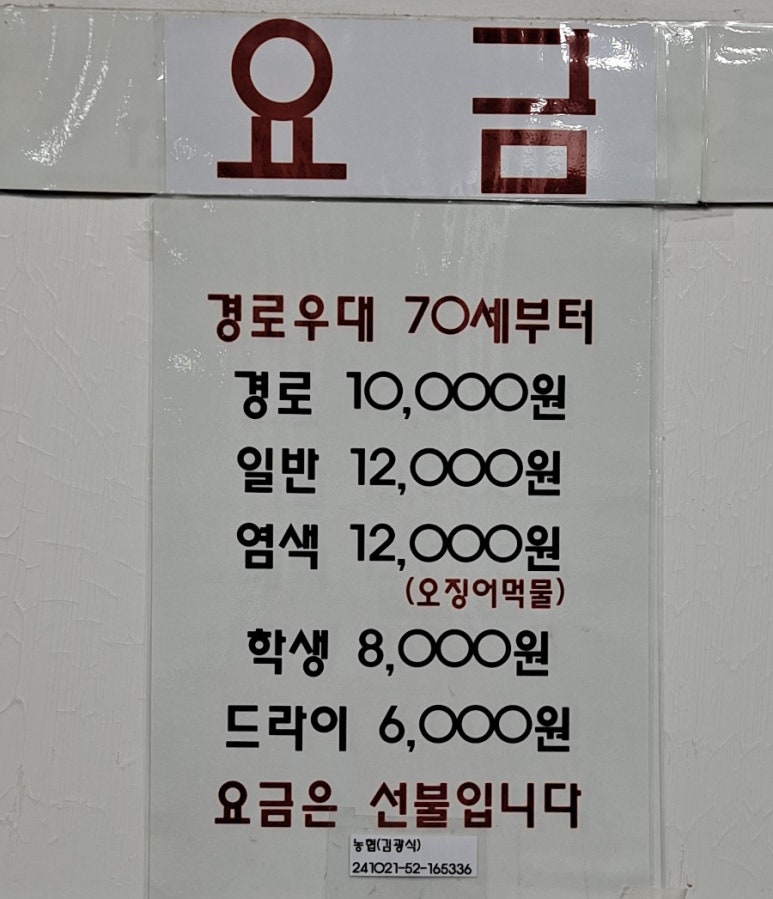 요금
경로우대 70세부터
경로 10,000원
일반 12,000원
염색 12,000원
(오징어먹물)
학생 8,000원
드라이 6,000원
요금은 선불입니다
농협(김광식)
241021-52-165336